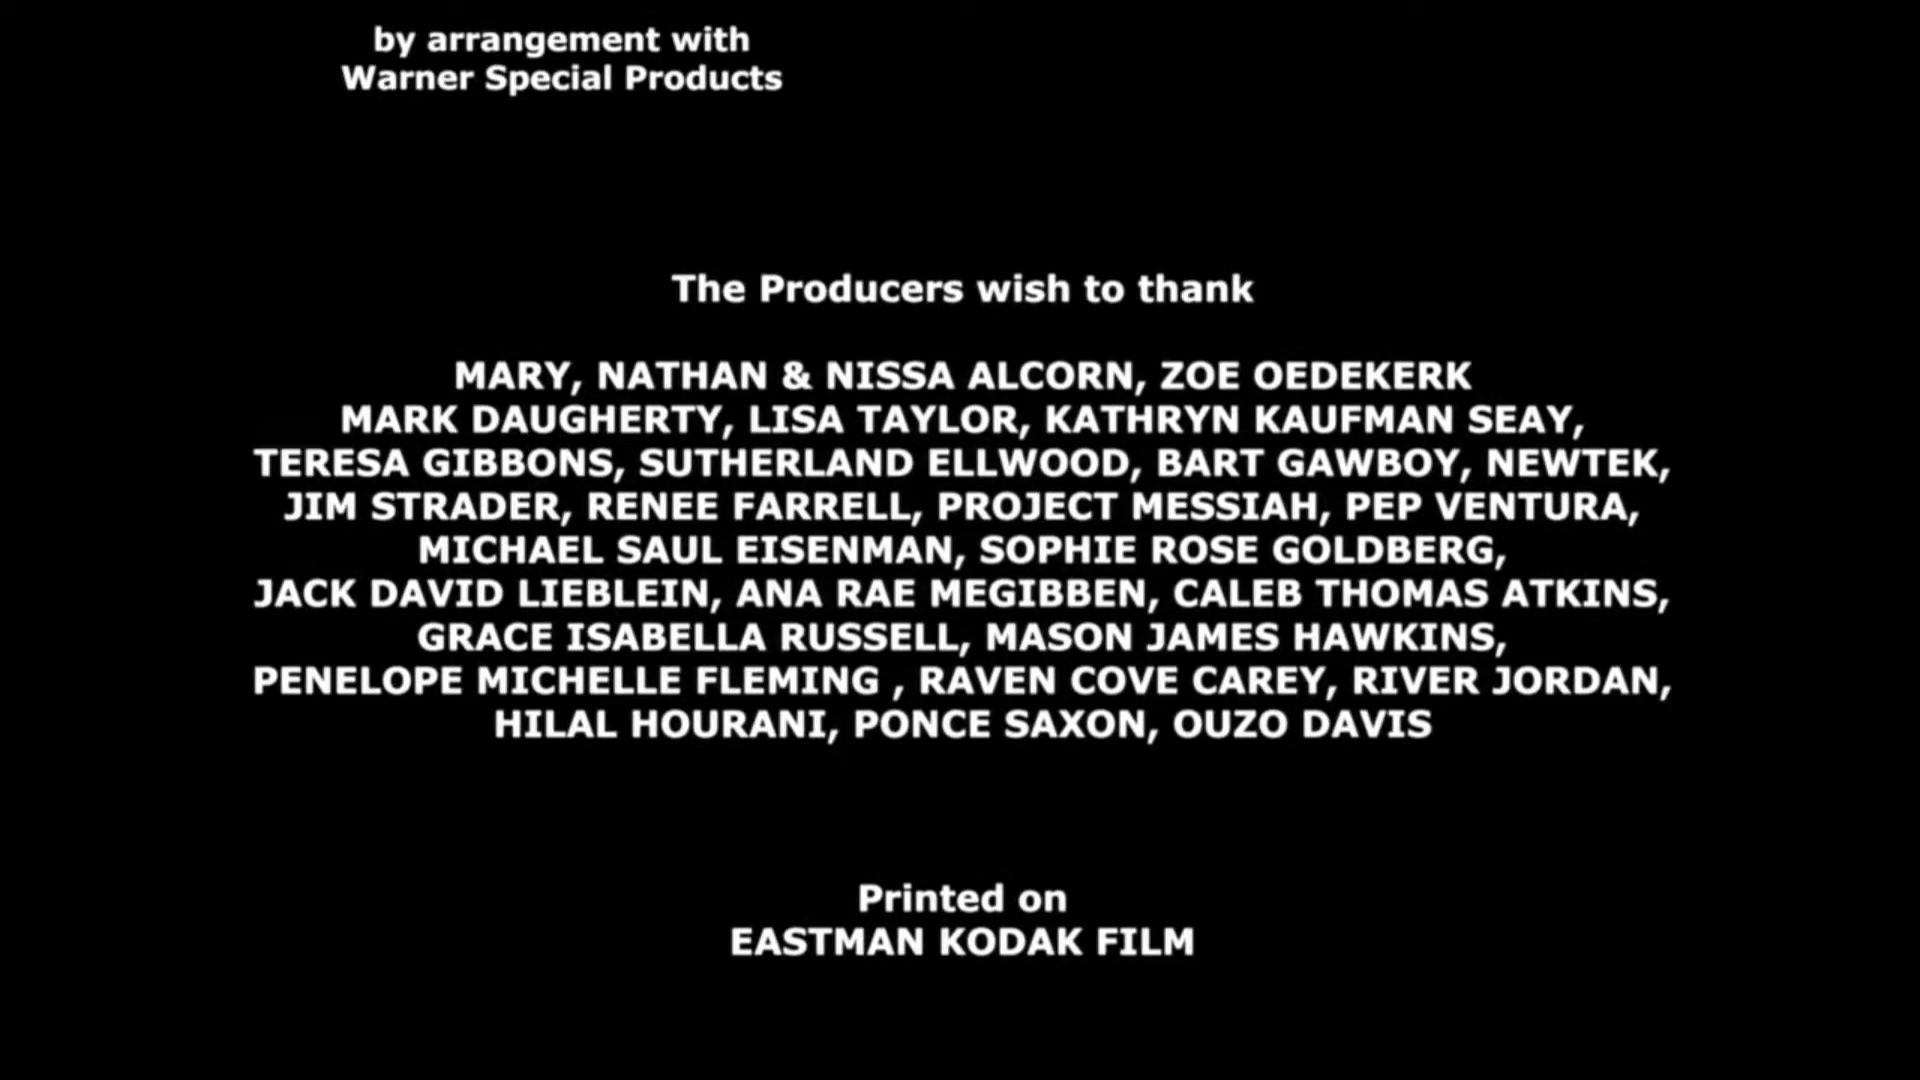 by arrangement with
Warner Special Products
The Producers wish to thank
MARY, NATHAN & NISSA ALCORN, ZOE OEDEKERK
MARK DAUGHERTY, LISA TAYLOR, KATHRYN KAUFMAN SEAY,
TERESA GIBBONS, SUTHERLAND ELLWOOD, BART GAWBOY, NEWTEK,
JIM STRADER, RENEE FARRELL, PROJECT MESSIAH, PEP VENTURA,
MICHAEL SAUL EISENMAN, SOPHIE ROSE GOLDBERG,
JACK DAVID LIEBLEIN, ANA RAE MEGIBBEN, CALEB THOMAS ATKINS,
GRACE ISABELLA RUSSELL, MASON JAMES HAWKINS,
PENELOPE MICHELLE FLEMING , RAVEN COVE CAREY, RIVER JORDAN,
HILAL HOURANI, PONCE SAXON, OUZO DAVIS
Printed on
EASTMAN KODAK FILM